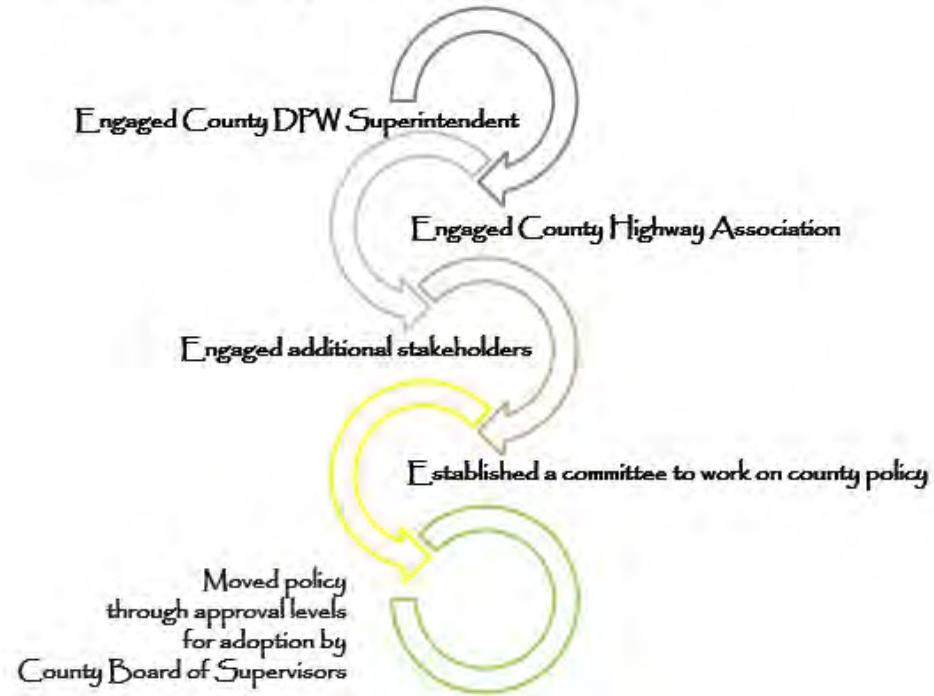 Engaged County DPW Superintendent
Engaged County Highway Association
Engaged additional stakeholders
Established a committee to work on county policy
Moved policy
through approval levels
for adoption by
County Board of Supervisors